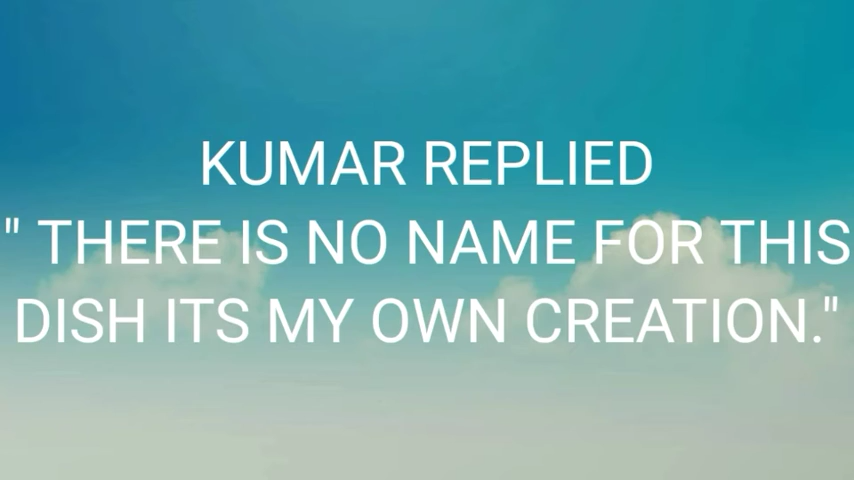 KUMAR REPLIED
" THERE IS NO NAME FOR THIS
DISH ITS MY OWN CREATION."